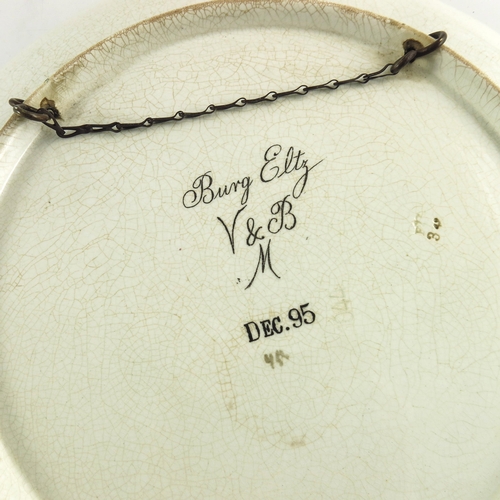 Burg Eltz
V & B
M
DEC. 95